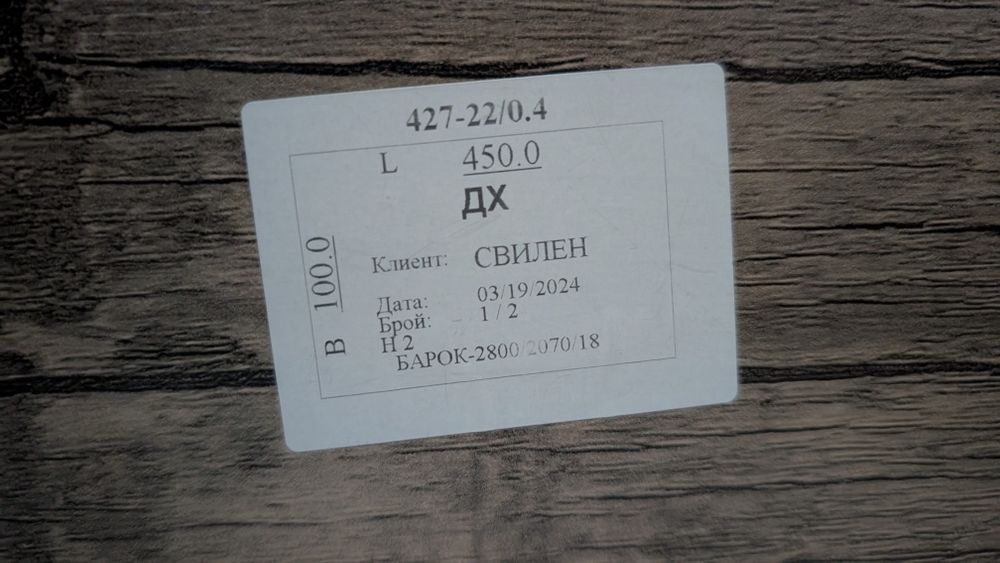 427-22/0.4
L 450.0
ДХ
B 100.0
Клиент: СВИЛЕН
Дата: 03/19/2024
Брой: 1 / 2
Н 2
БАРОК-2800/2070/18